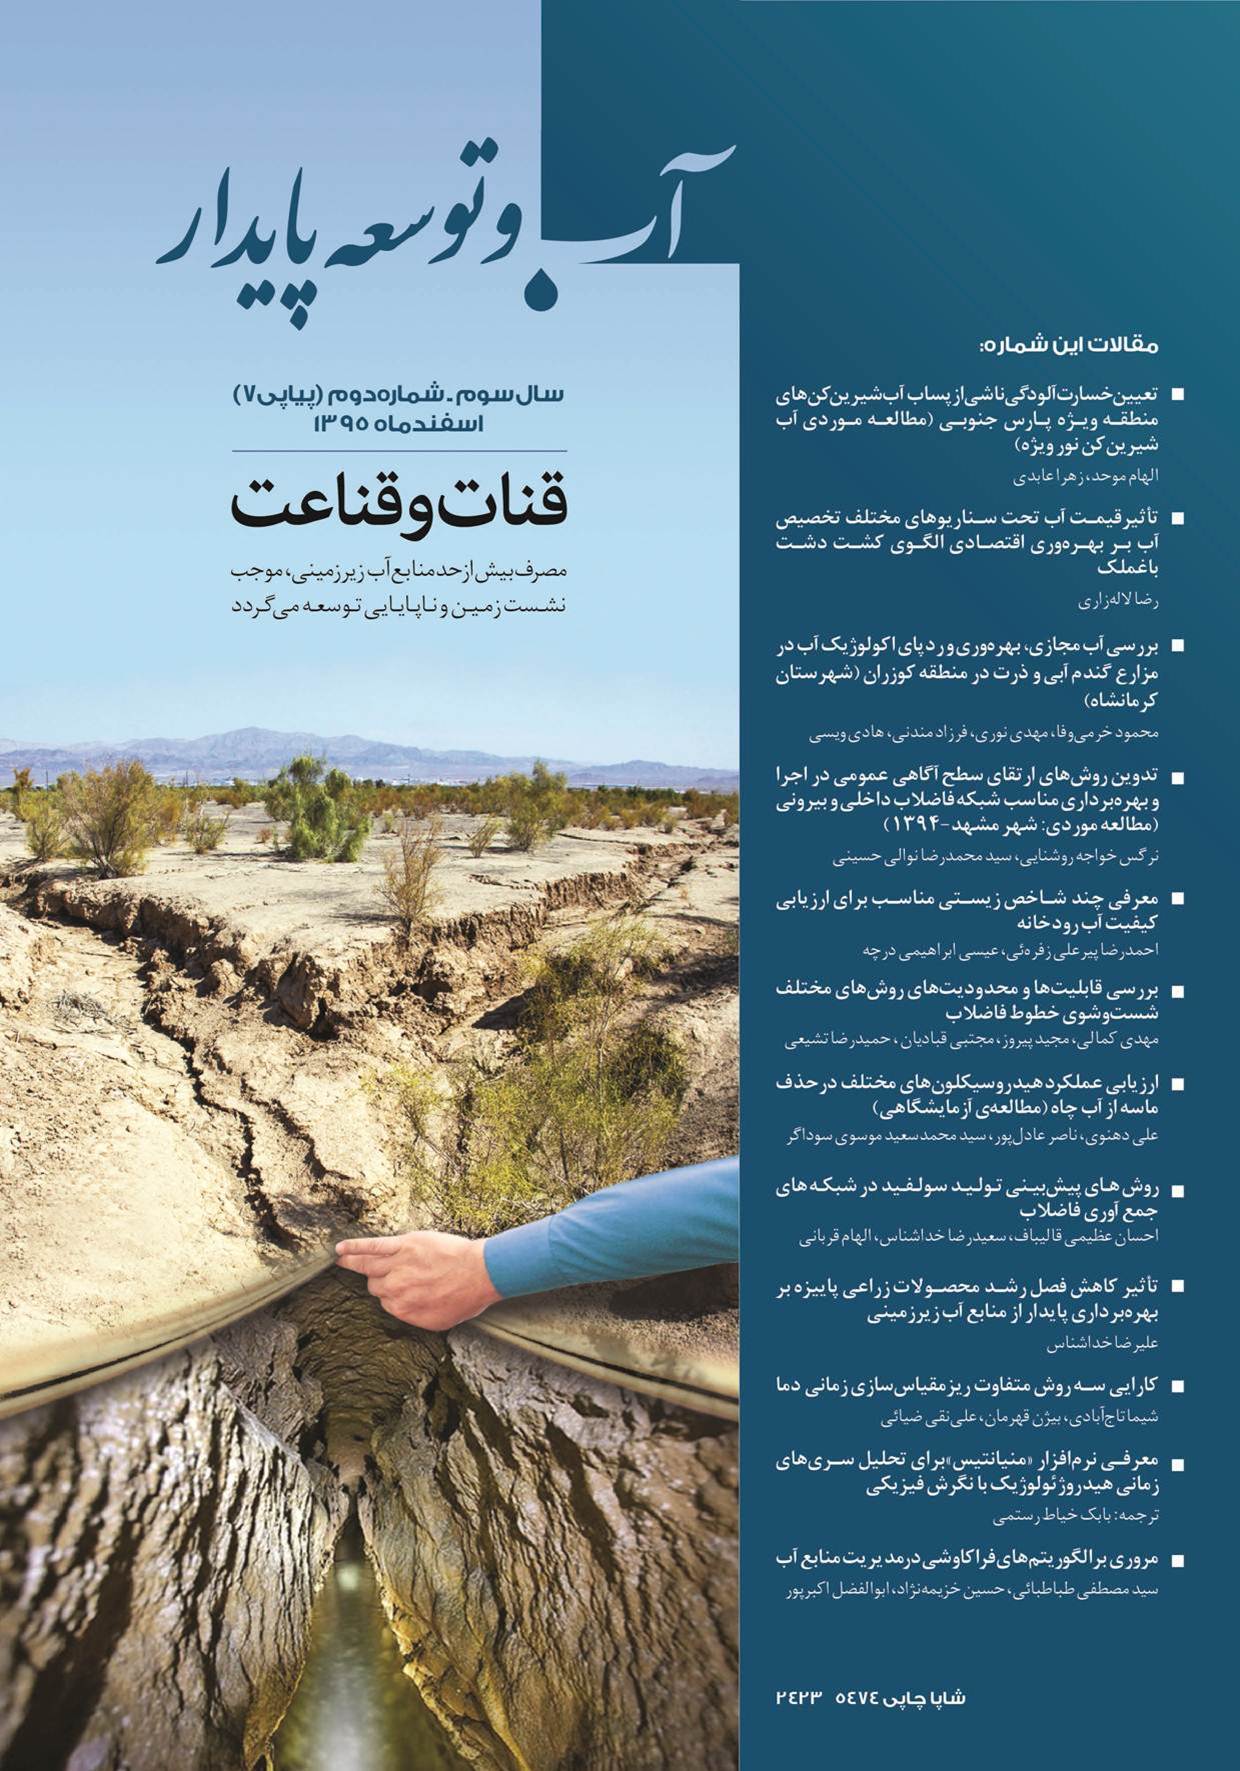 آب و توسعه پایدار
سال سوم - شماره دوم (پیاپی ۷)
اسفندماه ۱۳۹۵
قنات و قناعت
مصرف بیش از حد منابع آب زیرزمینی، موجب
نشست زمین و ناپایایی توسعه می‌گردد
مقالات این شماره:
تعیین خسارت آلودگی ناشی از پساب آب شیرین‌کن‌های
منطقه ویژه پارس جنوبی (مطالعه موردی آب
شیرین‌کن نور ویژه)
الهام موحد، زهرا عابدی
تأثیر قیمت آب تحت سناریوهای مختلف تخصیص
آب بر بهره‌وری اقتصادی الگوی کشت دشت
باغملک
رضا لاله‌زاری
بررسی آب مجازی، بهره‌وری و ردپای اکولوژیک آب در
مزارع گندم آبی و ذرت در منطقه کوزران (شهرستان
کرمانشاه)
محمود خرمی‌وفا، مهدی نوری، فرزاد مندنی، هادی ویسی
تدوین روش‌های ارتقای سطح آگاهی عمومی در اجرا
و بهره‌برداری مناسب شبکه فاضلاب داخلی و بیرونی
(مطالعه موردی: شهر مشهد-۱۳۹۴)
نرگس خواجه روشنایی، سید محمدرضا نوالی حسینی
معرفی چند شاخص زیستی مناسب برای ارزیابی
کیفیت آب رودخانه
احمدرضا پیرعلی زفره‌ئی، عیسی ابراهیمی درچه
بررسی قابلیت‌ها و محدودیت‌های روش‌های مختلف
شست‌وشوی خطوط فاضلاب
مهدی کمالی، مجید پیروز، مجتبی قبادیان، حمیدرضا تشیعی
ارزیابی عملکرد هیدروسیکلون‌های مختلف در حذف
ماسه از آب چاه (مطالعه‌ی آزمایشگاهی)
علی دهنوی، ناصر عادل‌پور، سید محمدسعید موسوی سوداگر
روش های پیش‌بینی تولید سولفید در شبکه های
جمع آوری فاضلاب
احسان عظیمی قالیباف، سعیدرضا خداشناس، الهام قربانی
تأثیر کاهش فصل رشد محصولات زراعی پاییزه بر
بهره‌برداری پایدار از منابع آب زیرزمینی
علیرضا خداشناس
کارایی سه روش متفاوت ریزمقیاس‌سازی زمانی دما
شیما تاج‌آبادی، بیژن قهرمان، علی‌نقی ضیائی
معرفی نرم‌افزار «منیانتیس» برای تحلیل سری‌های
زمانی هیدروژئولوژیک با نگرش فیزیکی
ترجمه: بابک خیاط رستمی
مروری بر الگوریتم‌های فراکاوشی در مدیریت منابع آب
سید مصطفی طباطبائی، حسین خزیمه‌نژاد، ابوالفضل اکبرپور
شاپا چاپی ۵٤۷٤ ۲٤۲۳